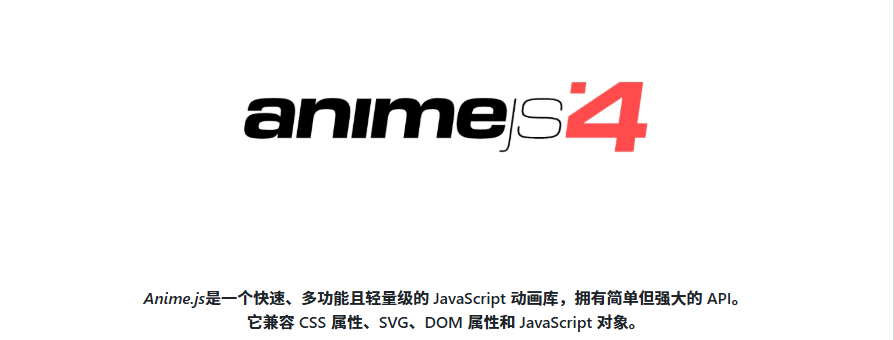 animejs4
Anime.js是一个快速、多功能且轻量级的 JavaScript 动画库，拥有简单但强大的 API。
它兼容 CSS 属性、SVG、DOM 属性和 JavaScript 对象。